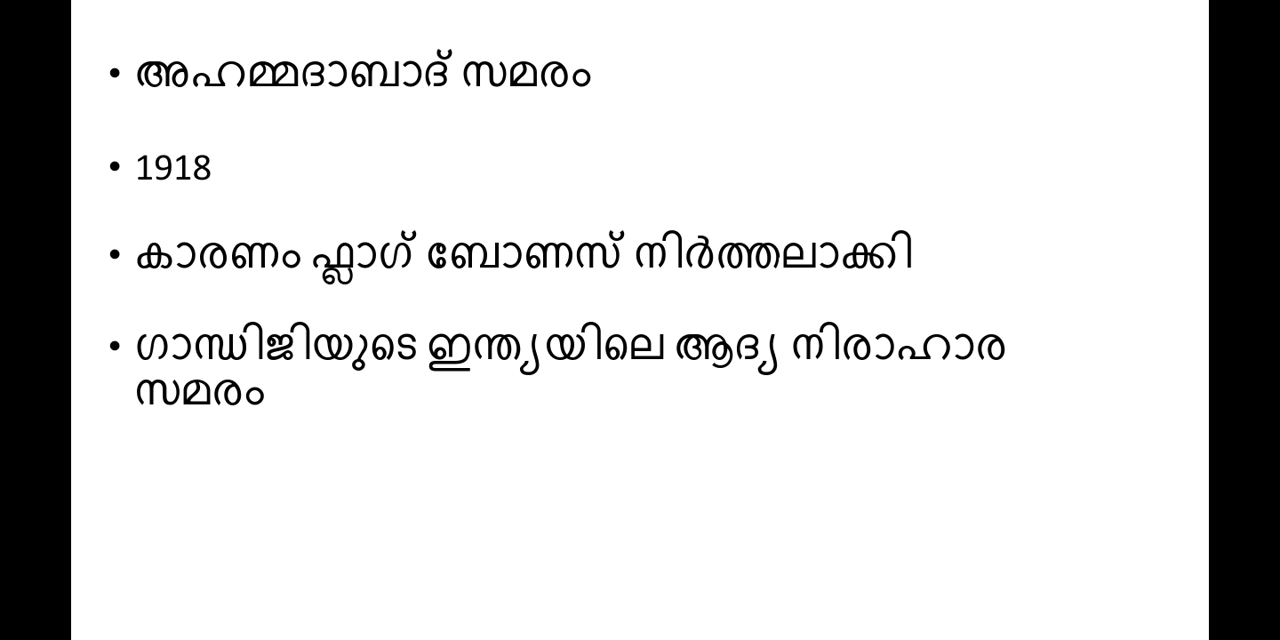 • അഹമ്മദാബാദ് സമരം
• 1918
• കാരണം ഫ്ലാഗ് ബോണസ് നിർത്തലാക്കി
• ഗാന്ധിജിയുടെ ഇന്ത്യയിലെ ആദ്യ നിരാഹാര
സമരം